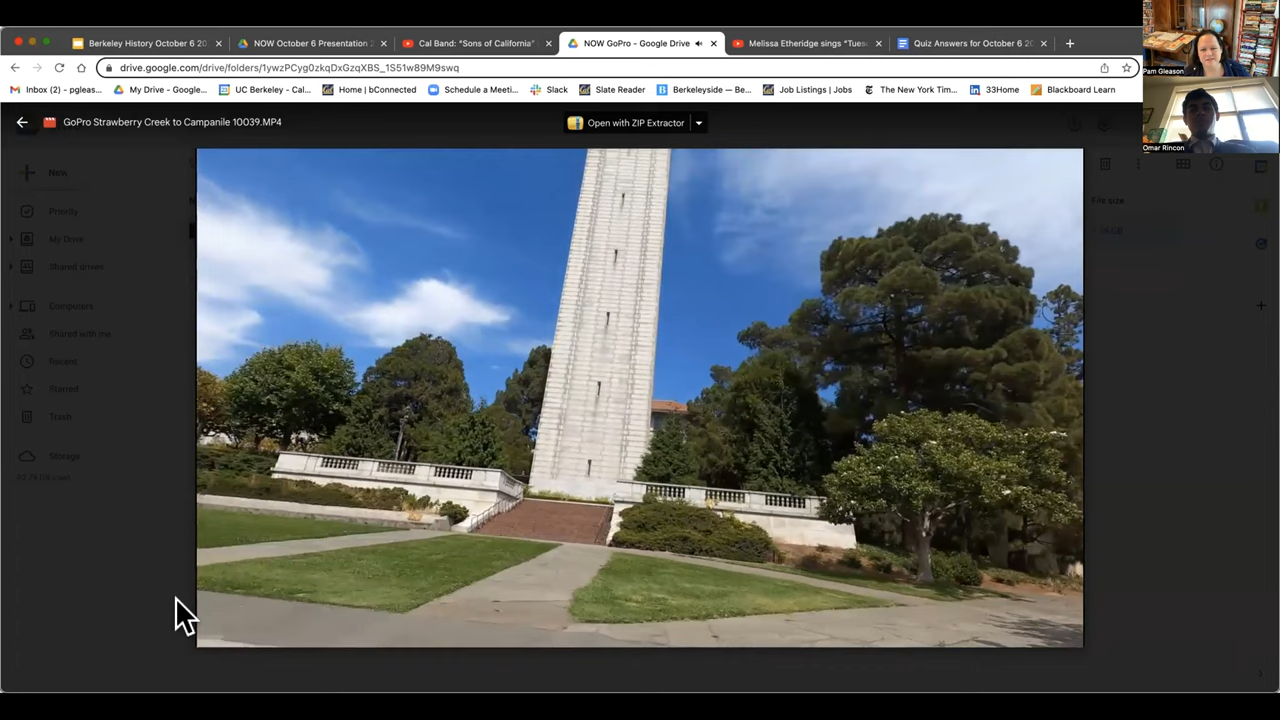 Berkeley History October 6 20
NOW October 6 Presentation 2
Cal Band: "Sons of California"
NOW GoPro - Google Drive
Melissa Etheridge sings "Tues
Quiz Answers for October 6 20
drive.google.com/drive/folders/1ywzPCyg0zkqDxGzqXBS_1S51w89M9swq
Inbox (2) - pgleas...
My Drive - Google...
UC Berkeley - Cal...
Home | bConnected
Schedule a Meeti...
Slack
Slate Reader
Berkeleyside — Be...
Job Listings | Jobs
The New York Tim...
33Home
Blackboard Learn
Pam Gleason
Omar Rincon
GoPro Strawberry Creek to Campanile 10039.MP4
Open with ZIP Extractor
New
Priority
My Drive
Shared drives
Computers
Shared with me
Recent
Starred
Trash
Storage
File size